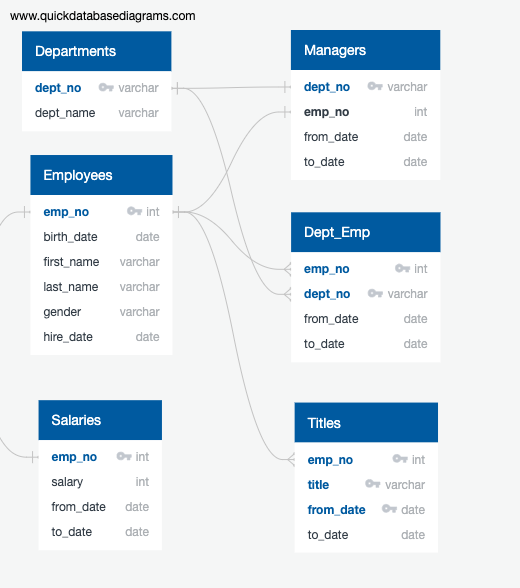 www.quickdatabasediagrams.com
Departments
dept_no varchar
dept_name varchar
Managers
dept_no varchar
emp_no int
from_date date
to_date date
Employees
emp_no int
birth_date date
first_name varchar
last_name varchar
gender varchar
hire_date date
Dept_Emp
emp_no int
dept_no varchar
from_date date
to_date date
Salaries
emp_no int
salary int
from_date date
to_date date
Titles
emp_no int
title varchar
from_date date
to_date date